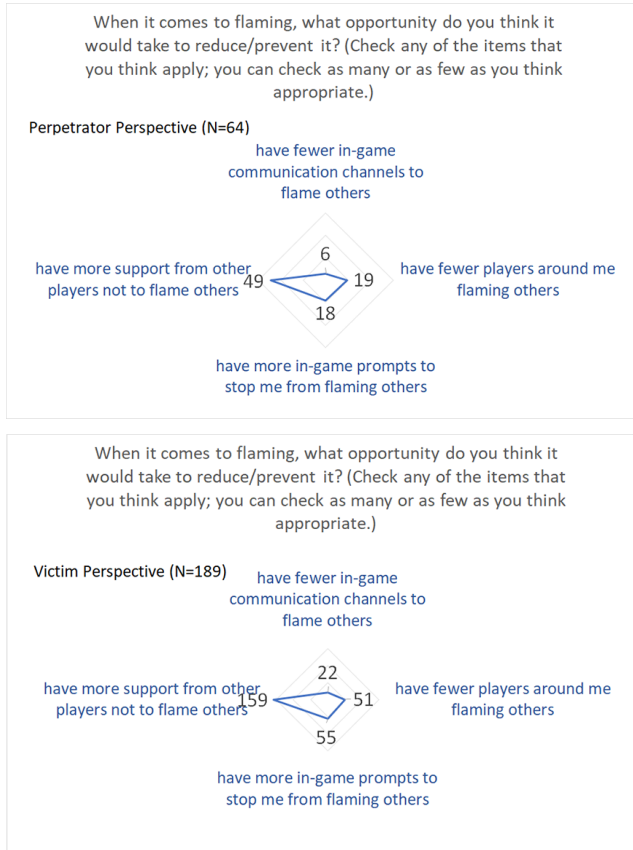 When it comes to flaming, what opportunity do you think it
would take to reduce/prevent it? (Check any of the items that
you think apply; you can check as many or as few as you think
appropriate.)
Perpetrator Perspective (N=64)
have fewer in-game
communication channels to
flame others
6
have more support from other
players not to flame others
49
19
have fewer players around me
flaming others
18
have more in-game prompts to
stop me from flaming others
When it comes to flaming, what opportunity do you think it
would take to reduce/prevent it? (Check any of the items that
you think apply; you can check as many or as few as you think
appropriate.)
Victim Perspective (N=189)
have fewer in-game
communication channels to
flame others
22
have more support from other
players not to flame others
159
51
have fewer players around me
flaming others
55
have more in-game prompts to
stop me from flaming others